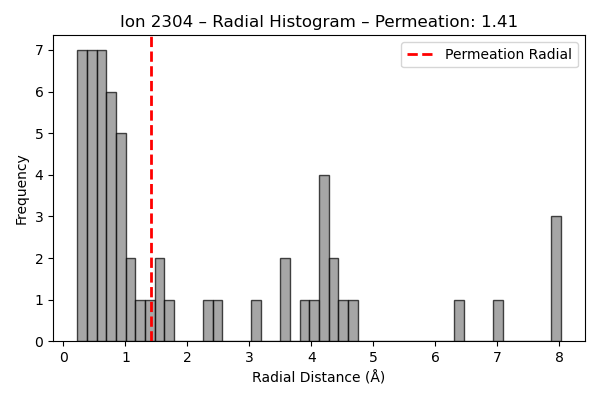 Ion 2304 – Radial Histogram – Permeation: 1.41
Permeation Radial
Frequency
7
6
5
4
3
2
1
0
0 1 2 3 4 5 6 7 8
Radial Distance (Å)